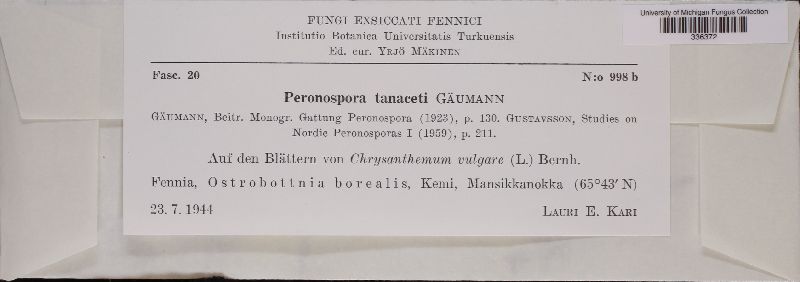 University of Michigan Fungus Collection
336372
FUNGI EXSICCATI FENNICI
Institutio Botanica Universitatis Turkuensis
Ed. cur. YRJÖ MÄKINEN
Fasc. 20 N:o 998 b
Peronospora tanaceti GÄUMANN
GÄUMANN, Beitr. Monogr. Gattung Peronospora (1923), p. 130. GUSTAVSSON, Studies on
Nordic Peronosporas I (1959), p. 211.
Auf den Blättern von Chrysanthemum vulgare (L.) Bernh.
Fennia, Ostrobottnia borealis, Kemi, Mansikkanokka (65°43′ N)
23. 7. 1944 LAURI E. KARI